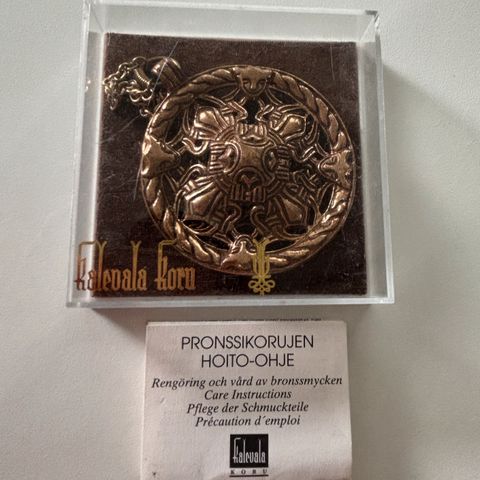 kalevala koru
PRONSSIKORUJEN
HOITO-OHJE
Rengöring och vård av bronssmycken
Care Instructions
Pflege der Schmuckteile
Précaution d´emploi
kalevala
KORU